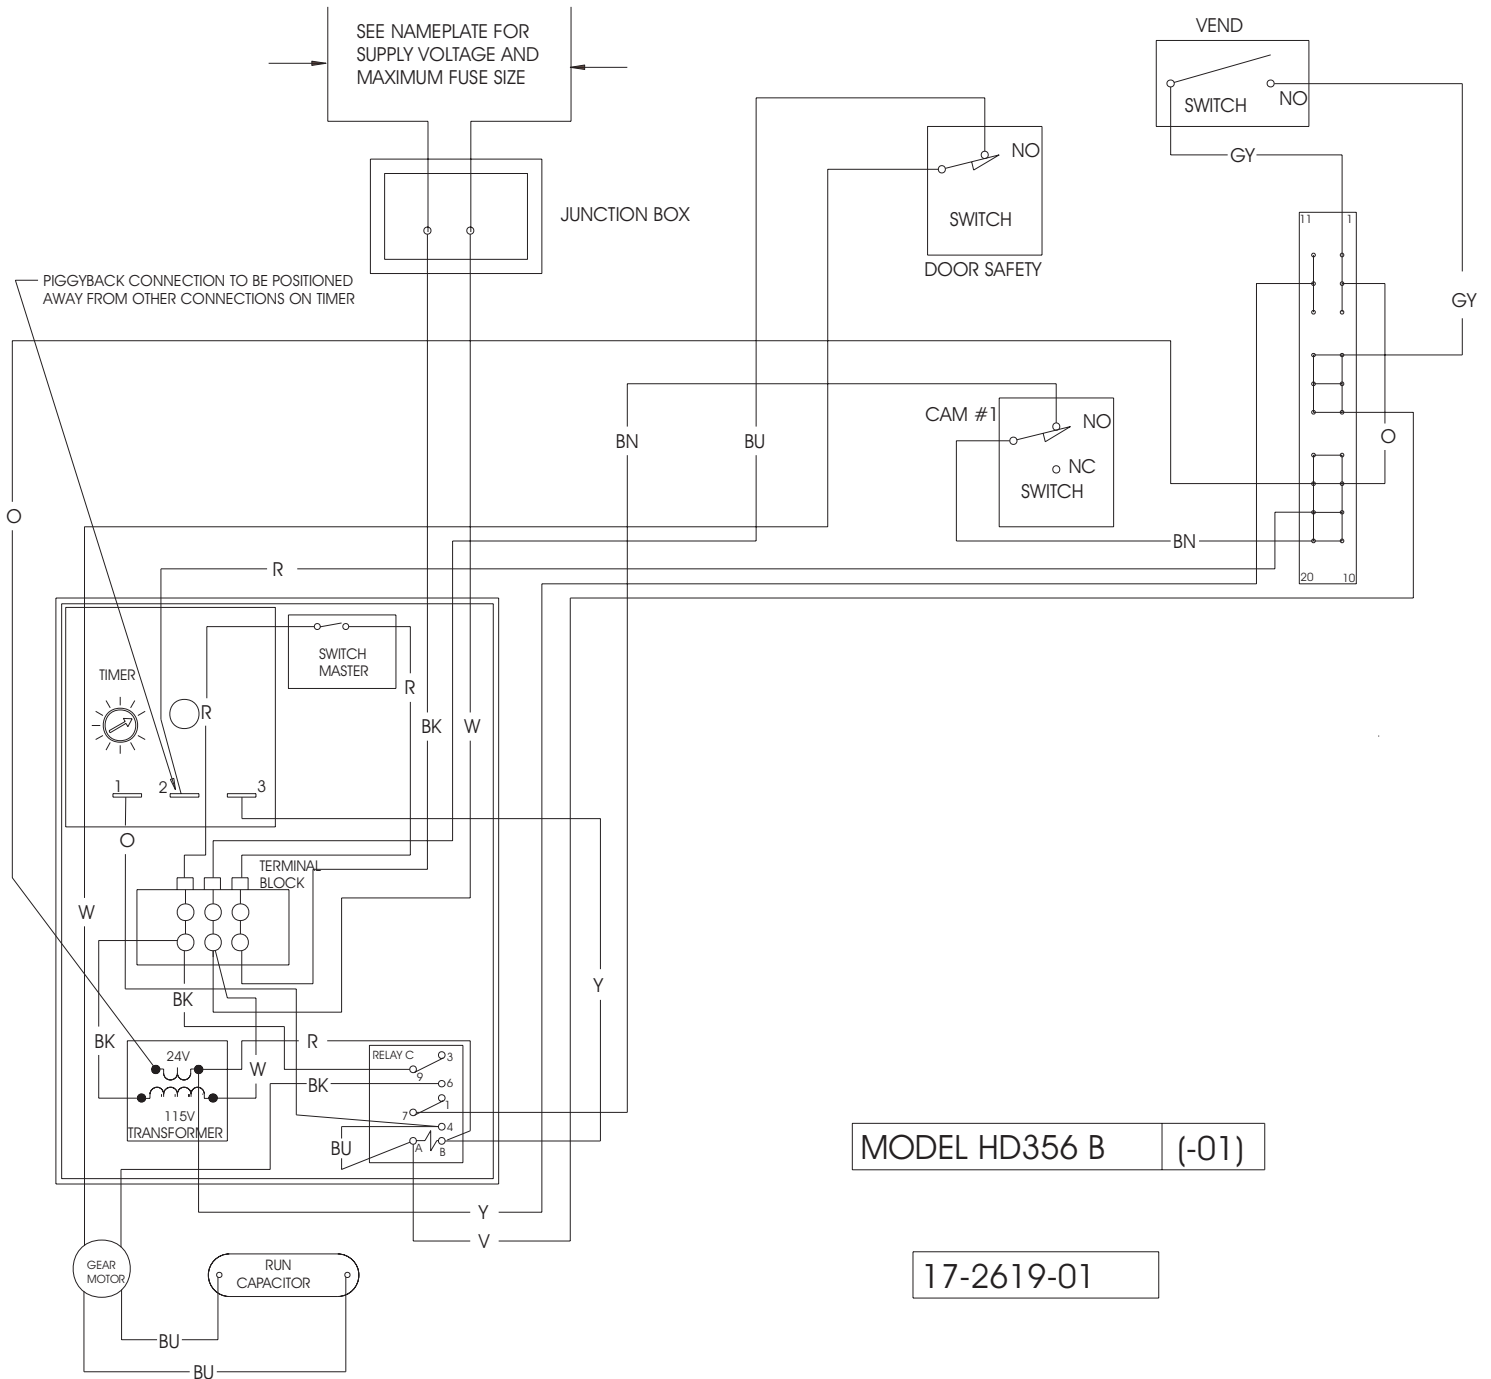 SEE NAMEPLATE FOR
SUPPLY VOLTAGE AND
MAXIMUM FUSE SIZE
VEND
SWITCH
NO
GY
NO
SWITCH
DOOR SAFETY
JUNCTION BOX
11 1
PIGGYBACK CONNECTION TO BE POSITIONED
AWAY FROM OTHER CONNECTIONS ON TIMER
GY
CAM #1
NO
NC
SWITCH
BN
BU
O
O
BN
R
20 10
SWITCH
MASTER
TIMER
R
R
BK
W
1
2
3
O
TERMINAL
BLOCK
W
Y
BK
BK
R
W
24V
115V
TRANSFORMER
RELAY C
3
9
BK
6
1
7
4
BU
A
B
MODEL HD356 B
(-01)
Y
V
GEAR
MOTOR
RUN
CAPACITOR
17-2619-01
BU
BU